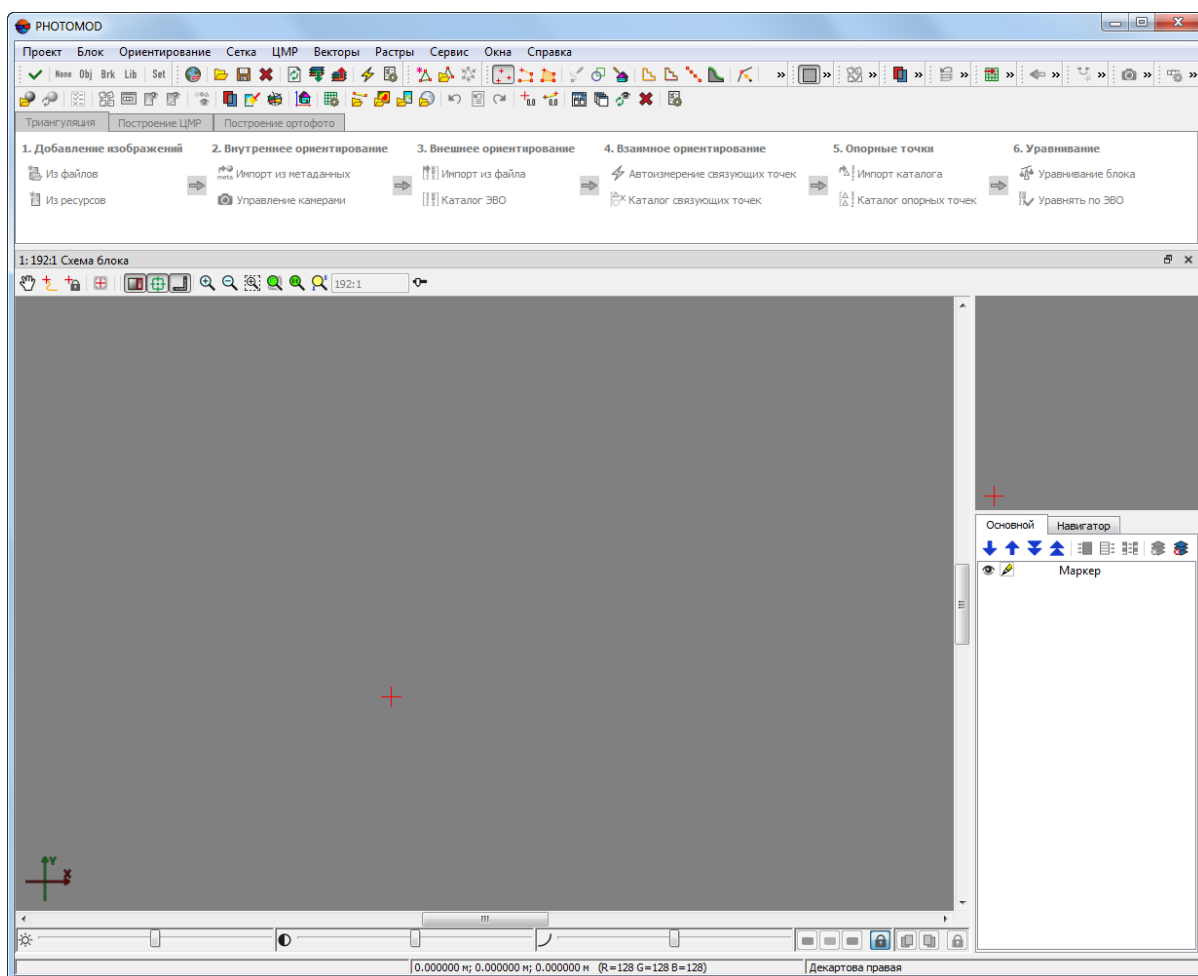 PHOTOMOD
Проект Блок Ориентирование Сетка ЦМР Векторы Растры Сервис Окна Справка
None Obj Brk Lib Set
Триангуляция Построение ЦМР Построение ортофото
1. Добавление изображений 2. Внутреннее ориентирование 3. Внешнее ориентирование 4. Взаимное ориентирование 5. Опорные точки 6. Уравнивание
Из файлов meta Импорт из метаданных Импорт из файла Автоизмерение связующих точек Импорт каталога Уравнивание блока
Из ресурсов Управление камерами Каталог ЭВО Каталог связующих точек Каталог опорных точек Уравнять по ЭВО
1: 192:1 Схема блока
192:1
Основной Навигатор
Маркер
Y
X
0.000000 м; 0.000000 м; 0.000000 м (R=128 G=128 B=128) Декартова правая